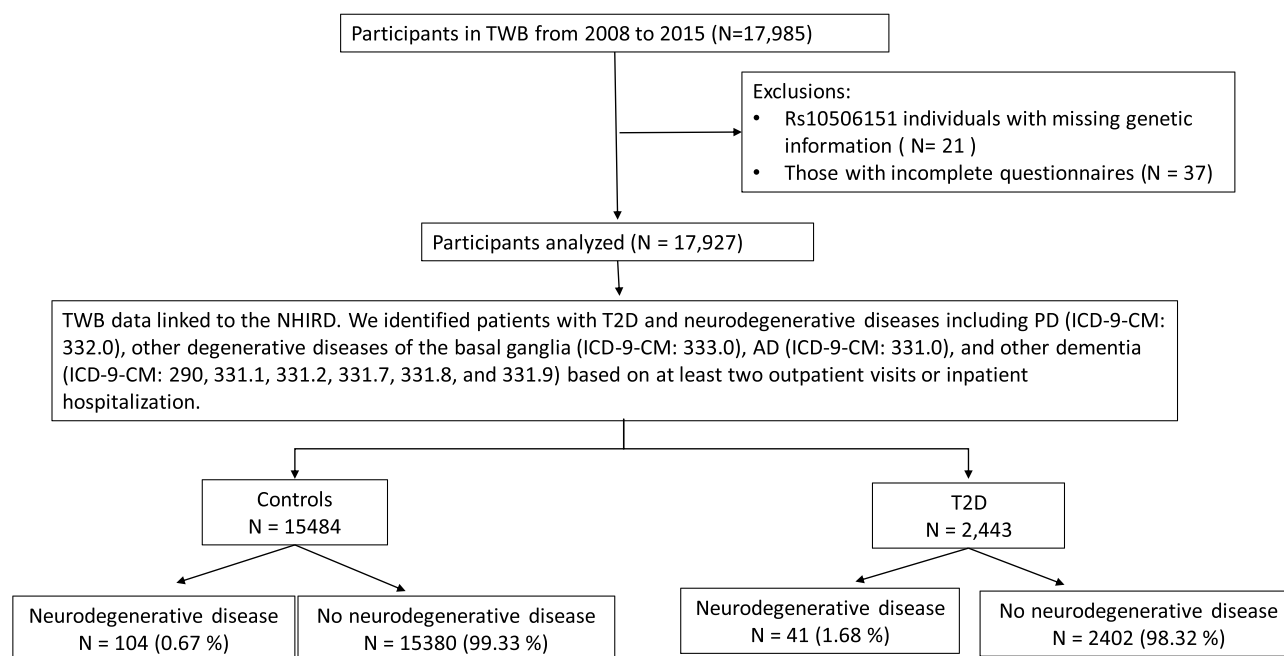 Participants in TWB from 2008 to 2015 (N=17,985)
Exclusions:
• Rs10506151 individuals with missing genetic
information ( N= 21 )
• Those with incomplete questionnaires (N = 37)
Participants analyzed (N = 17,927)
TWB data linked to the NHIRD. We identified patients with T2D and neurodegenerative diseases including PD (ICD-9-CM:
332.0), other degenerative diseases of the basal ganglia (ICD-9-CM: 333.0), AD (ICD-9-CM: 331.0), and other dementia
(ICD-9-CM: 290, 331.1, 331.2, 331.7, 331.8, and 331.9) based on at least two outpatient visits or inpatient
hospitalization.
Controls
N = 15484
T2D
N = 2,443
Neurodegenerative disease
N = 104 (0.67 %)
No neurodegenerative disease
N = 15380 (99.33 %)
Neurodegenerative disease
N = 41 (1.68 %)
No neurodegenerative disease
N = 2402 (98.32 %)